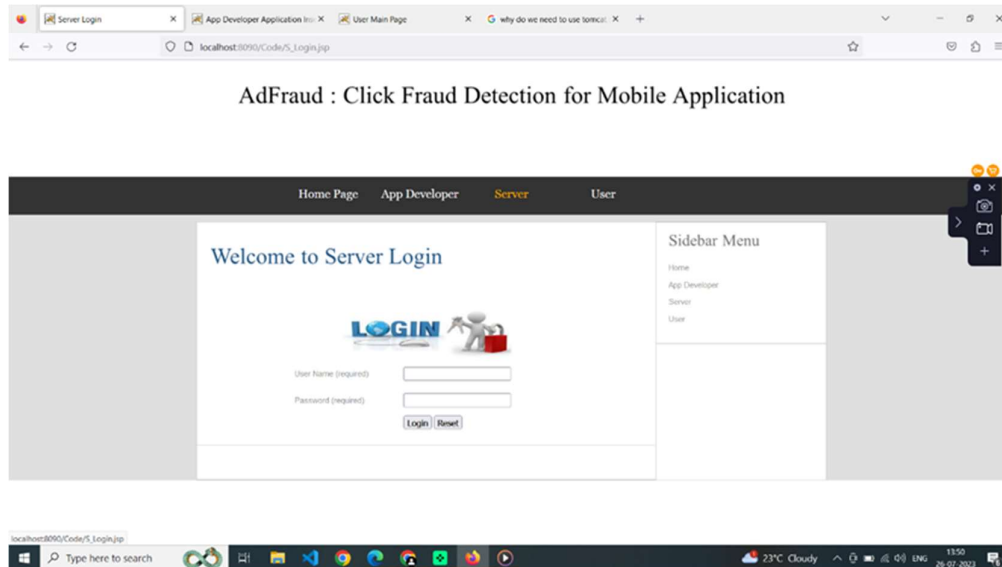 Server Login
App Developer Application In
User Main Page
why do we need to use tomcat
localhost:8090/Code/S_Login.jsp
AdFraud : Click Fraud Detection for Mobile Application
Home Page App Developer Server User
Welcome to Server Login
LOGIN
User Name (required)
Password (required)
Login Reset
Sidebar Menu
Home
App Developer
Server
User
localhost:8090/Code/S_Login.jsp
Type here to search
23°C Cloudy
ENG
13:50
26-07-2023